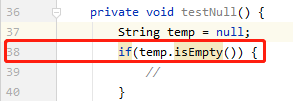 36 private void testNull() {
37 String temp = null;
38 if(temp.isEmpty()) {
39 //
40 }